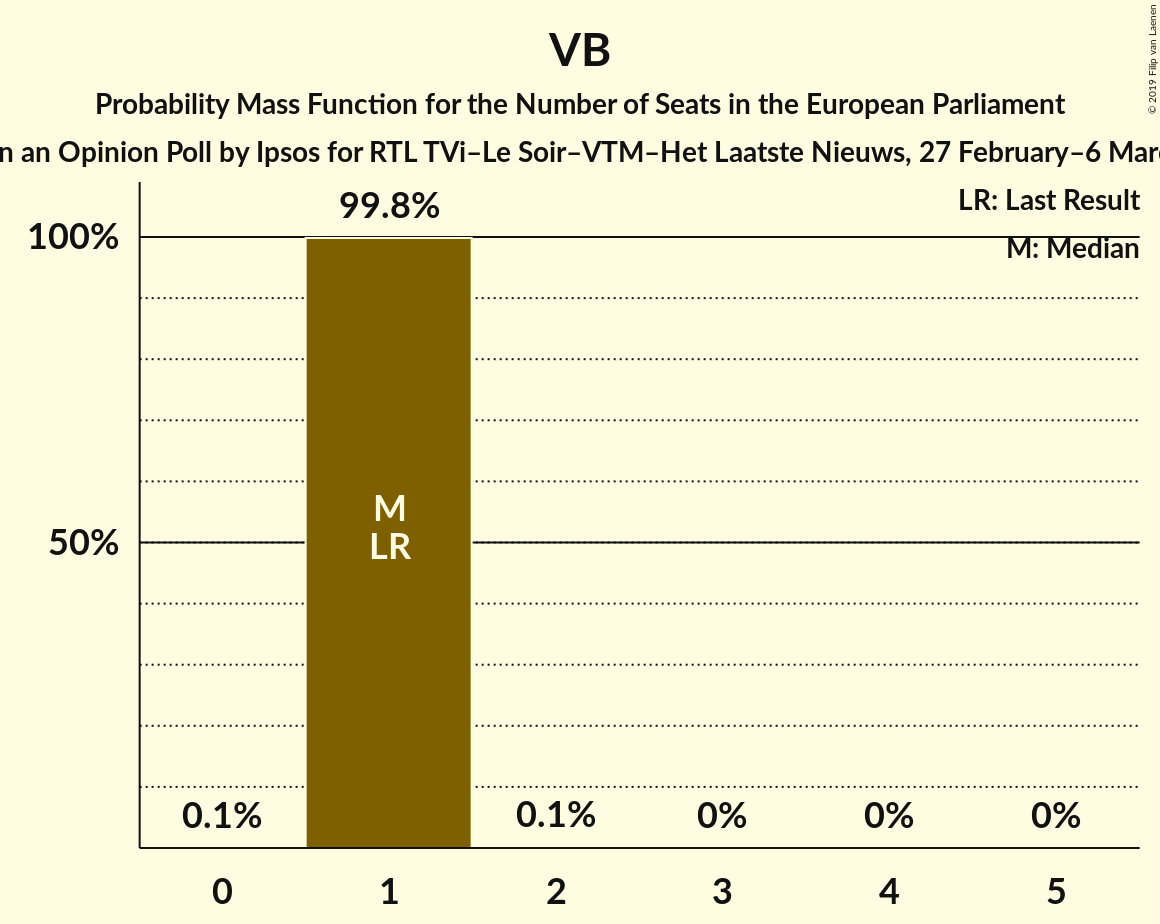 VB
Probability Mass Function for the Number of Seats in the European Parliament
an Opinion Poll by Ipsos for RTL TVi–Le Soir–VTM–Het Laatste Nieuws, 27 February–6
© 2019 Filip van Laenen
LR: Last Result
M: Median
99.8%
100%
50%
M
LR
0.1% 0.1% 0% 0% 0%
0 1 2 3 4 5